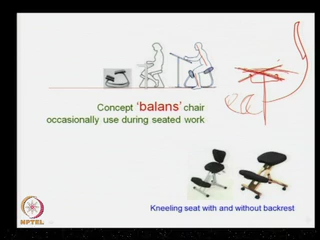 Concept 'balans' chair
occasionally use during seated work
Kneeling seat with and without backrest
NPTEL